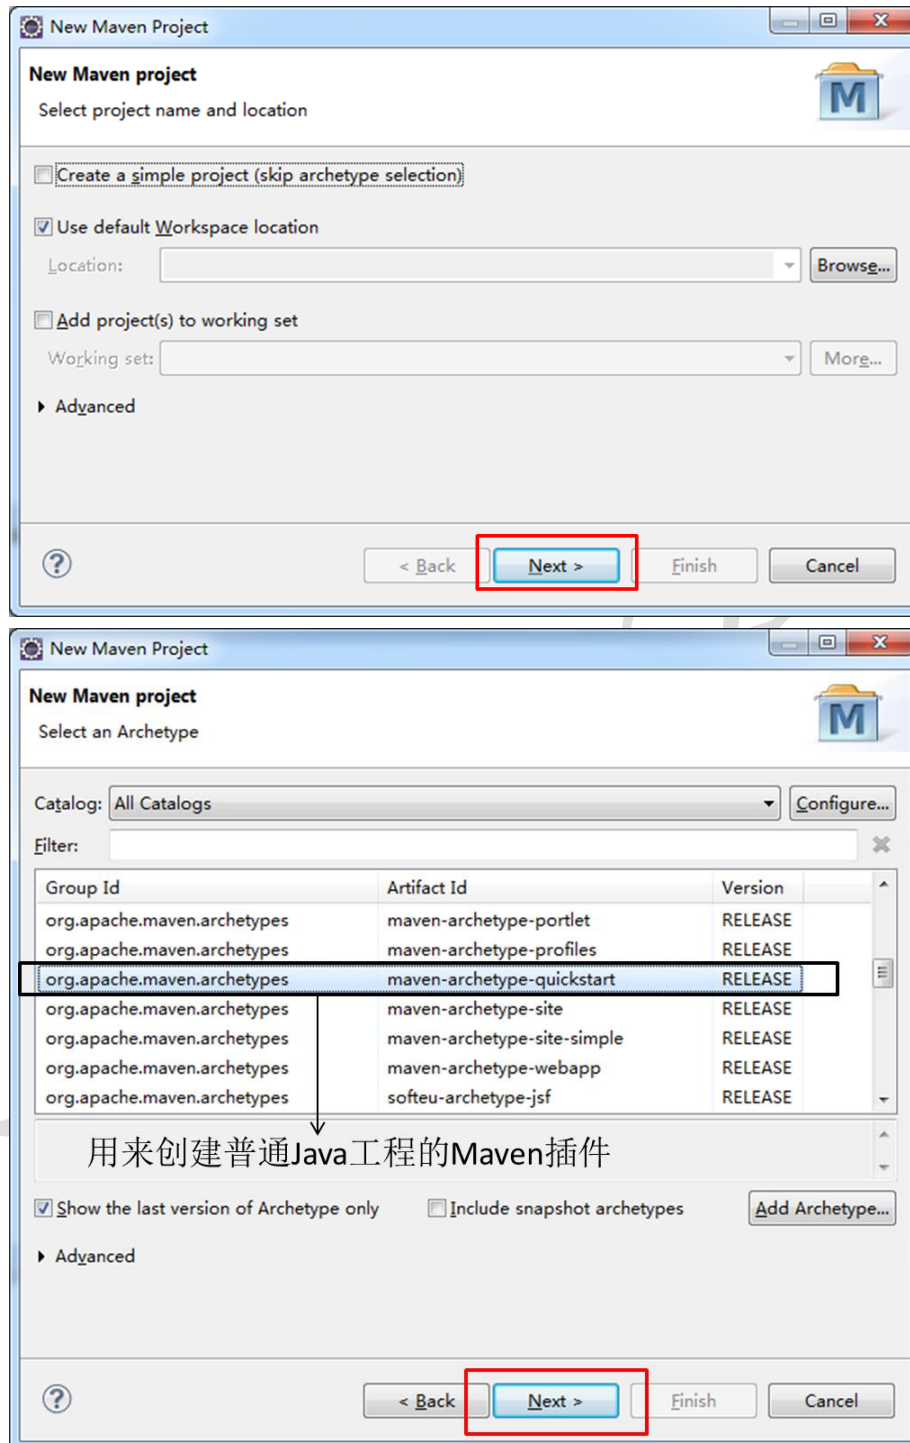 New Maven Project
New Maven project
Select project name and location
Create a simple project (skip archetype selection)
Use default Workspace location
Location:
Browse...
Add project(s) to working set
Working set:
More...
Advanced
< Back
Next >
Finish
Cancel
New Maven Project
New Maven project
Select an Archetype
Catalog: All Catalogs
Configure...
Filter:
Group Id Artifact Id Version
org.apache.maven.archetypes maven-archetype-portlet RELEASE
org.apache.maven.archetypes maven-archetype-profiles RELEASE
org.apache.maven.archetypes maven-archetype-quickstart RELEASE
org.apache.maven.archetypes maven-archetype-site RELEASE
org.apache.maven.archetypes maven-archetype-site-simple RELEASE
org.apache.maven.archetypes maven-archetype-webapp RELEASE
org.apache.maven.archetypes softeu-archetype-jsf RELEASE
用来创建普通Java工程的Maven插件
Show the last version of Archetype only
Include snapshot archetypes
Add Archetype...
Advanced
< Back
Next >
Finish
Cancel